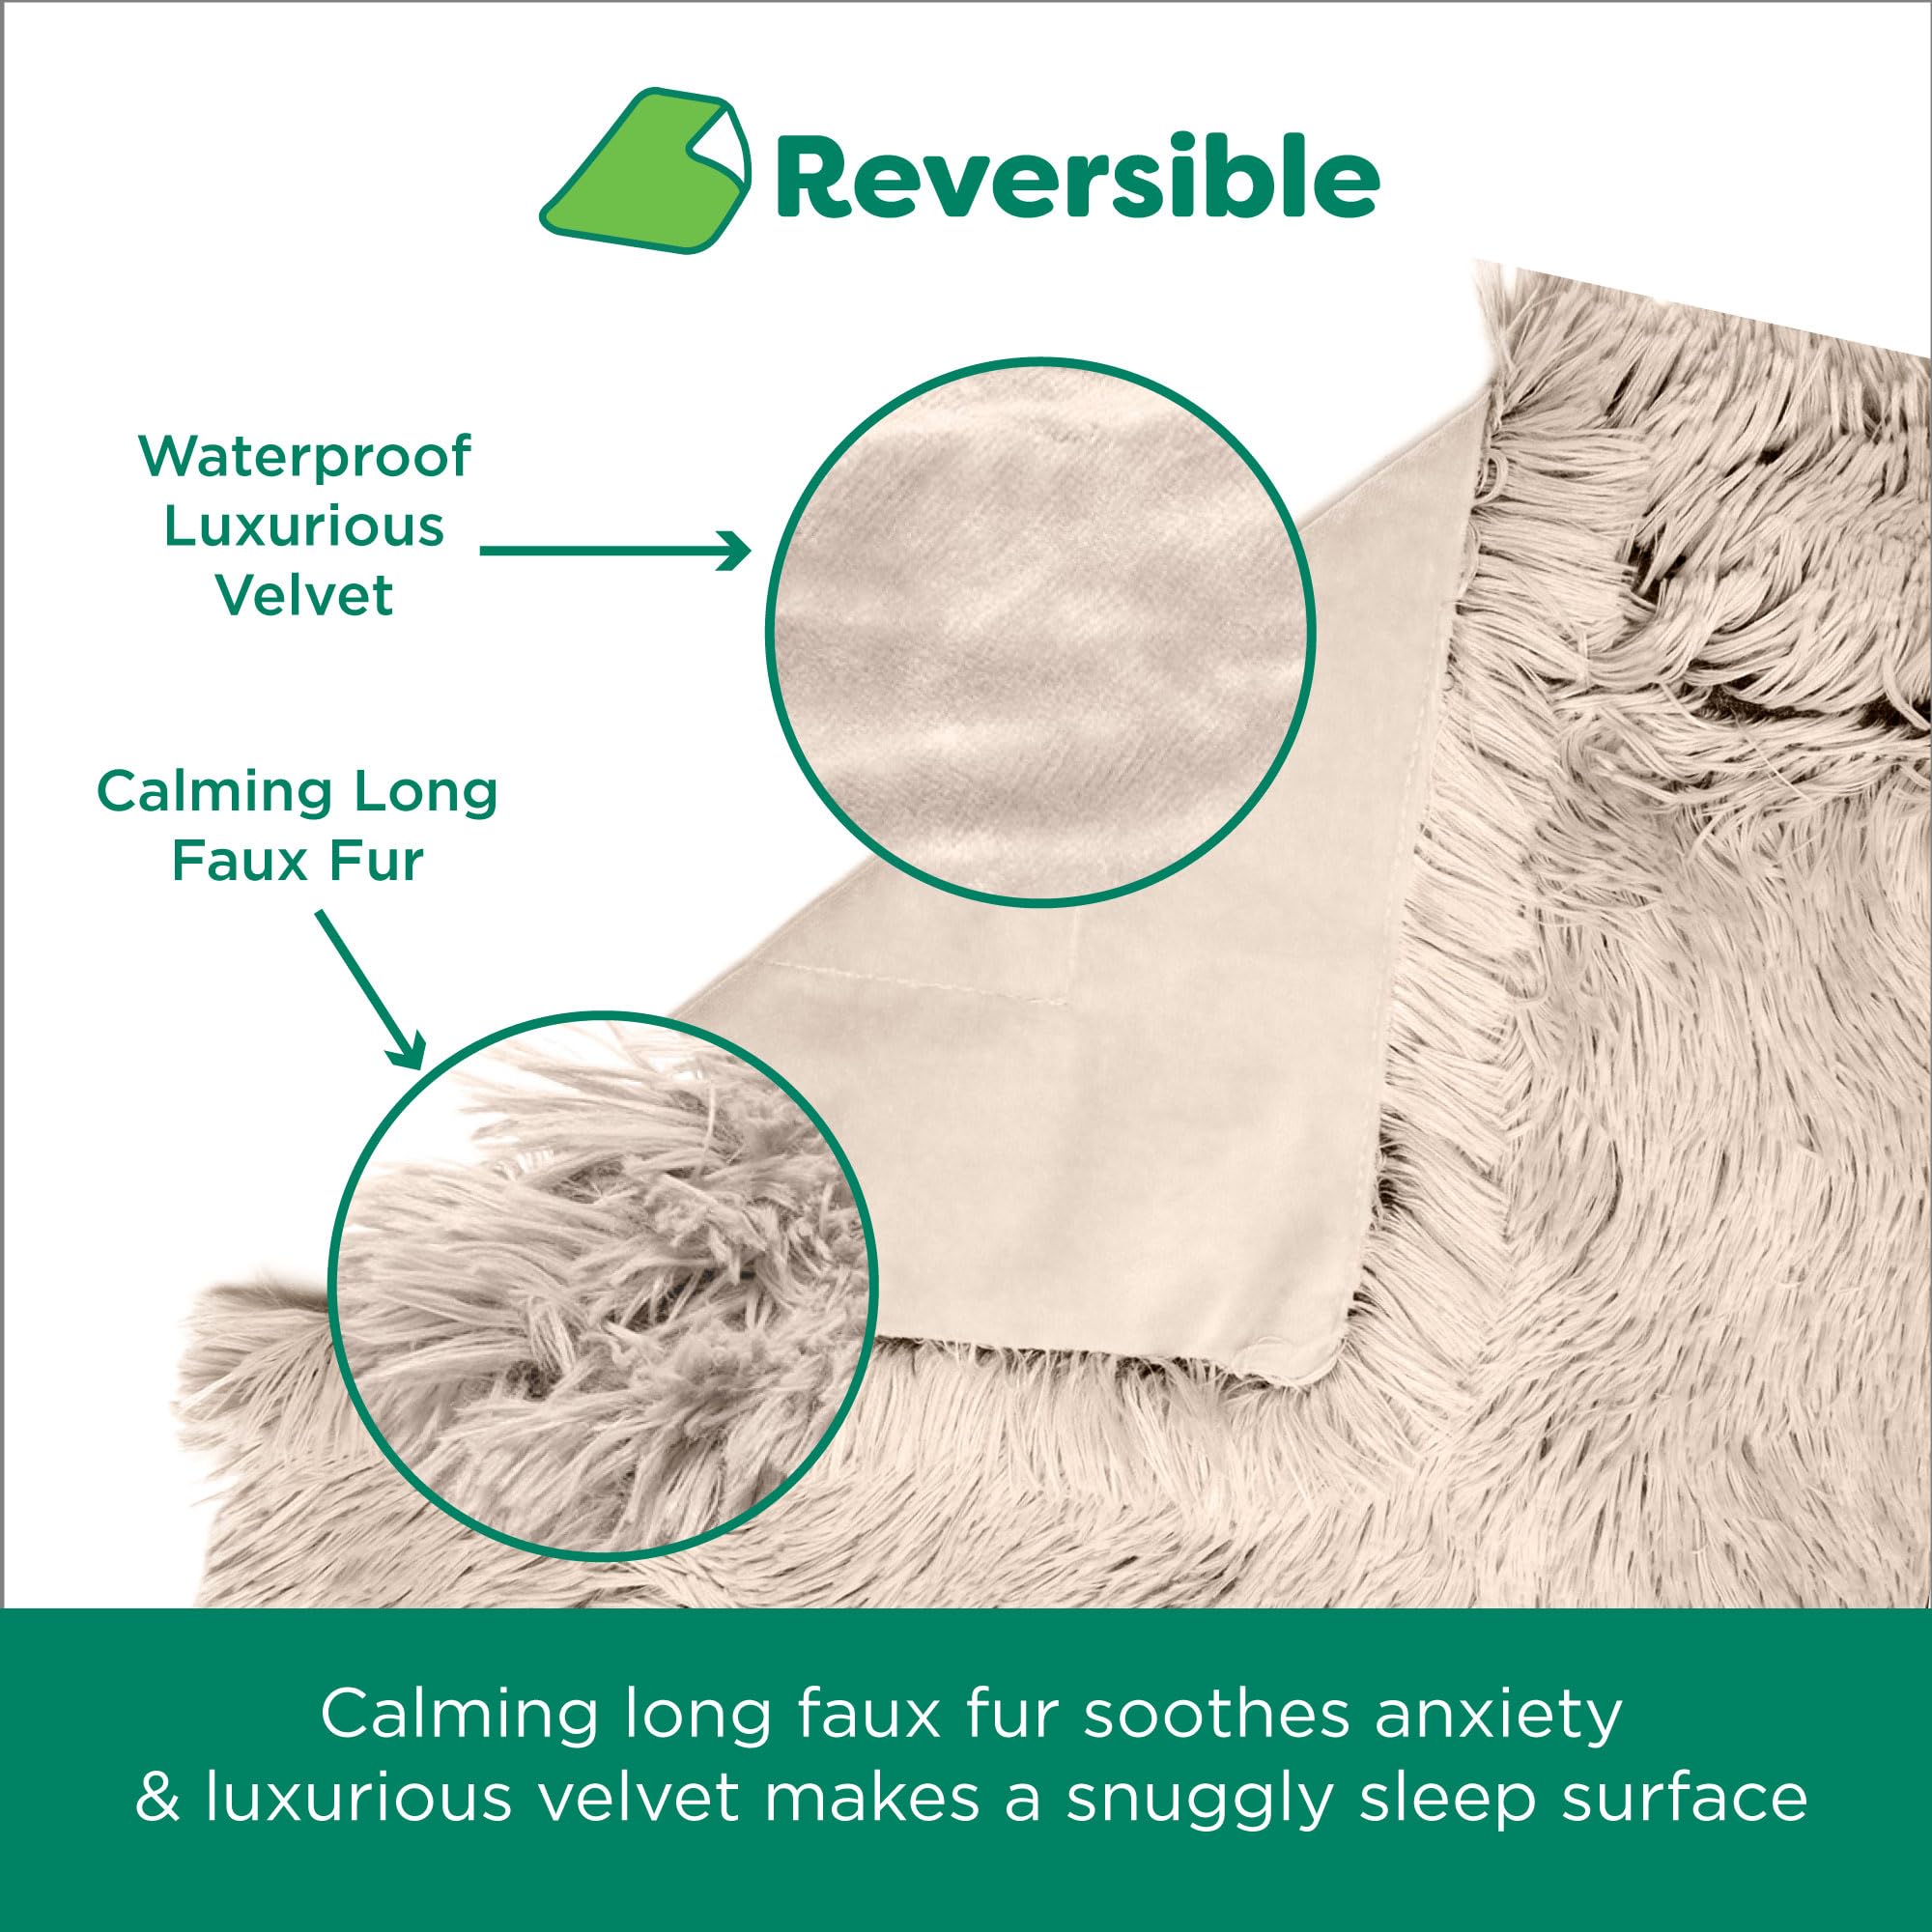 Reversible
Waterproof
Luxurious
Velvet
Calming Long
Faux Fur
Calming long faux fur soothes anxiety
& luxurious velvet makes a snuggly sleep surface